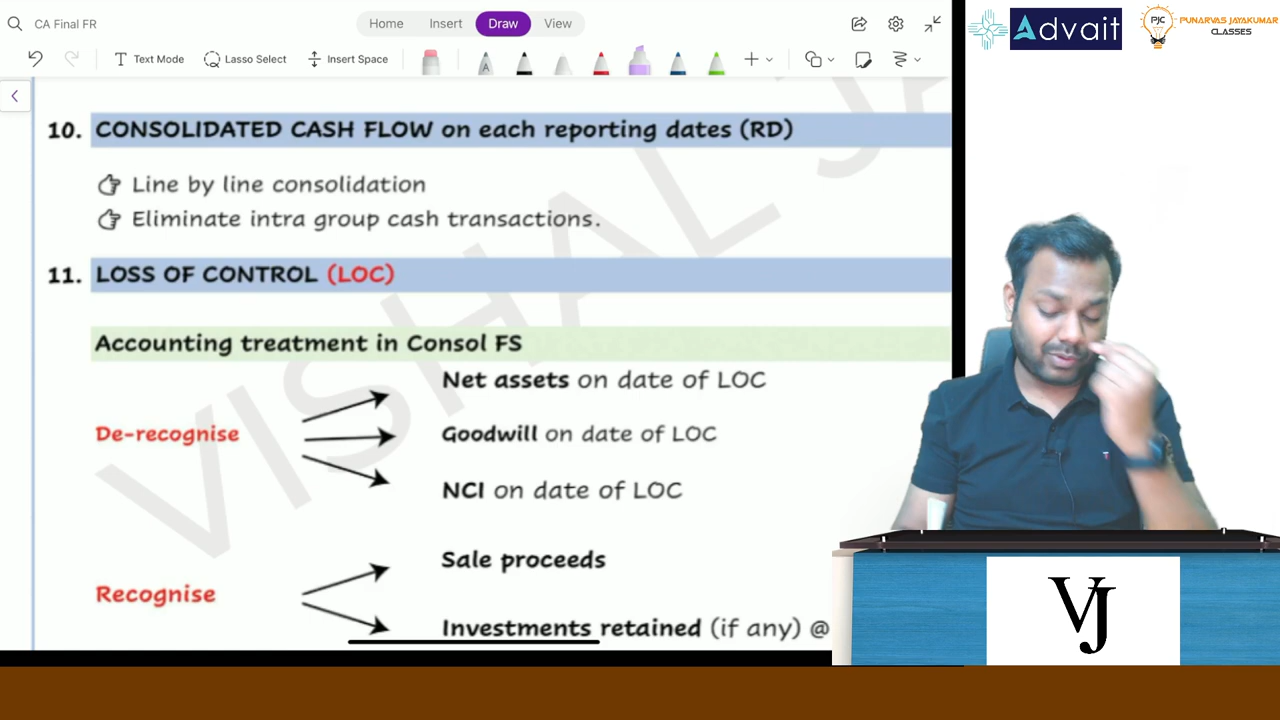 CA Final FR
Home Insert Draw View
Text Mode Lasso Select Insert Space
A
Advait
PJC PUNARVAS JAYAKUMAR CLASSES
10. CONSOLIDATED CASH FLOW on each reporting dates (RD)
Line by line consolidation
Eliminate intra group cash transactions.
11. LOSS OF CONTROL (LOC)
Accounting treatment in Consol FS
Net assets on date of LOC
De-recognise
Goodwill on date of LOC
NCI on date of LOC
Sale proceeds
Recognise
Investments retained (if any) @
VISHAL JA
VJ